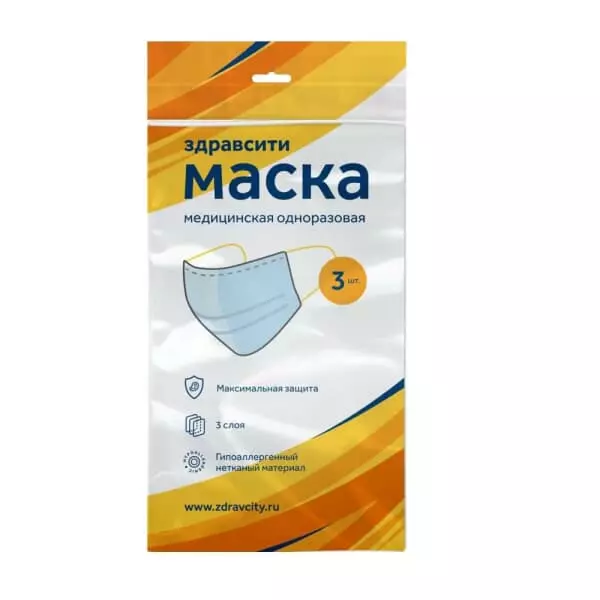 здравсити
маска
медицинская одноразовая
3 шт.
Максимальная защита
3 слоя
Гипоаллергенный
нетканый материал
www.zdravcity.ru